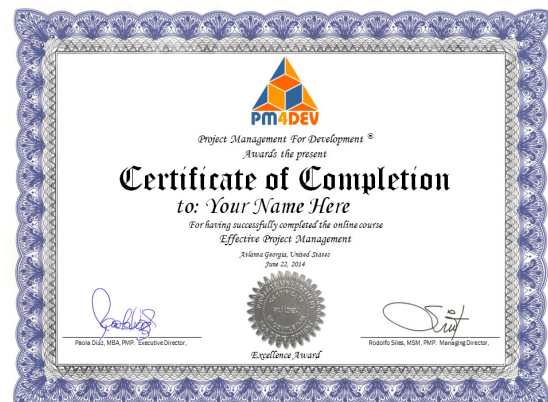 PM4DEV
Project Management For Development ®
Awards the present
Certificate of Completion
to: Your Name Here
For having successfully completed the online course
Effective Project Management
Atlanta Georgia, United States
June 22, 2014
Paola Diaz, MBA, PMP. Executive Director,
Rodolfo Siles, MSM, PMP. Managing Director,
Excellence Award